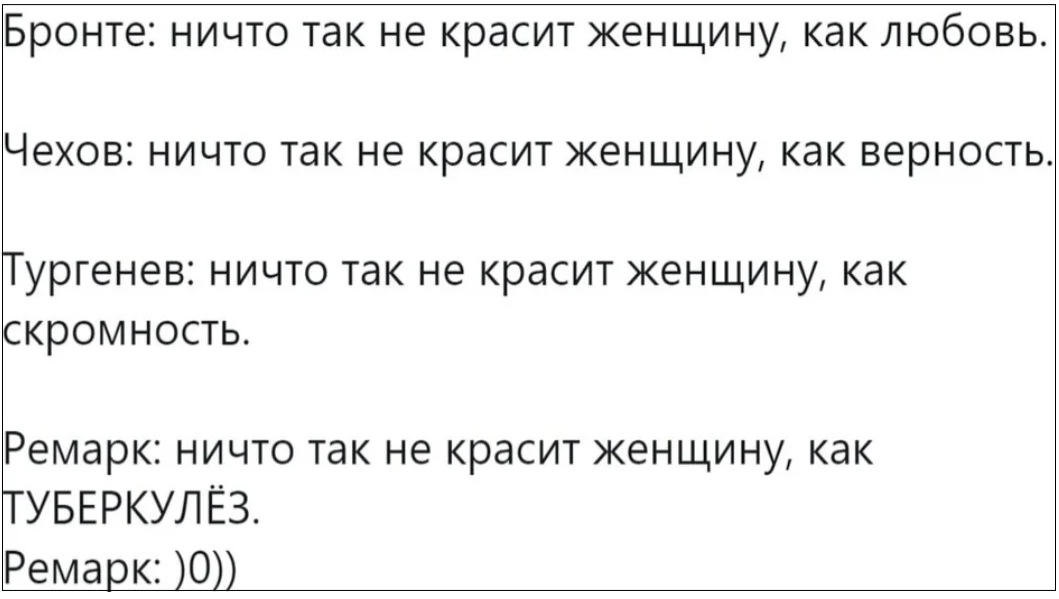 Бронте: ничто так не красит женщину, как любовь.
Чехов: ничто так не красит женщину, как верность.
Тургенев: ничто так не красит женщину, как
скромность.
Ремарк: ничто так не красит женщину, как
ТУБЕРКУЛЁЗ.
Ремарк: )0))